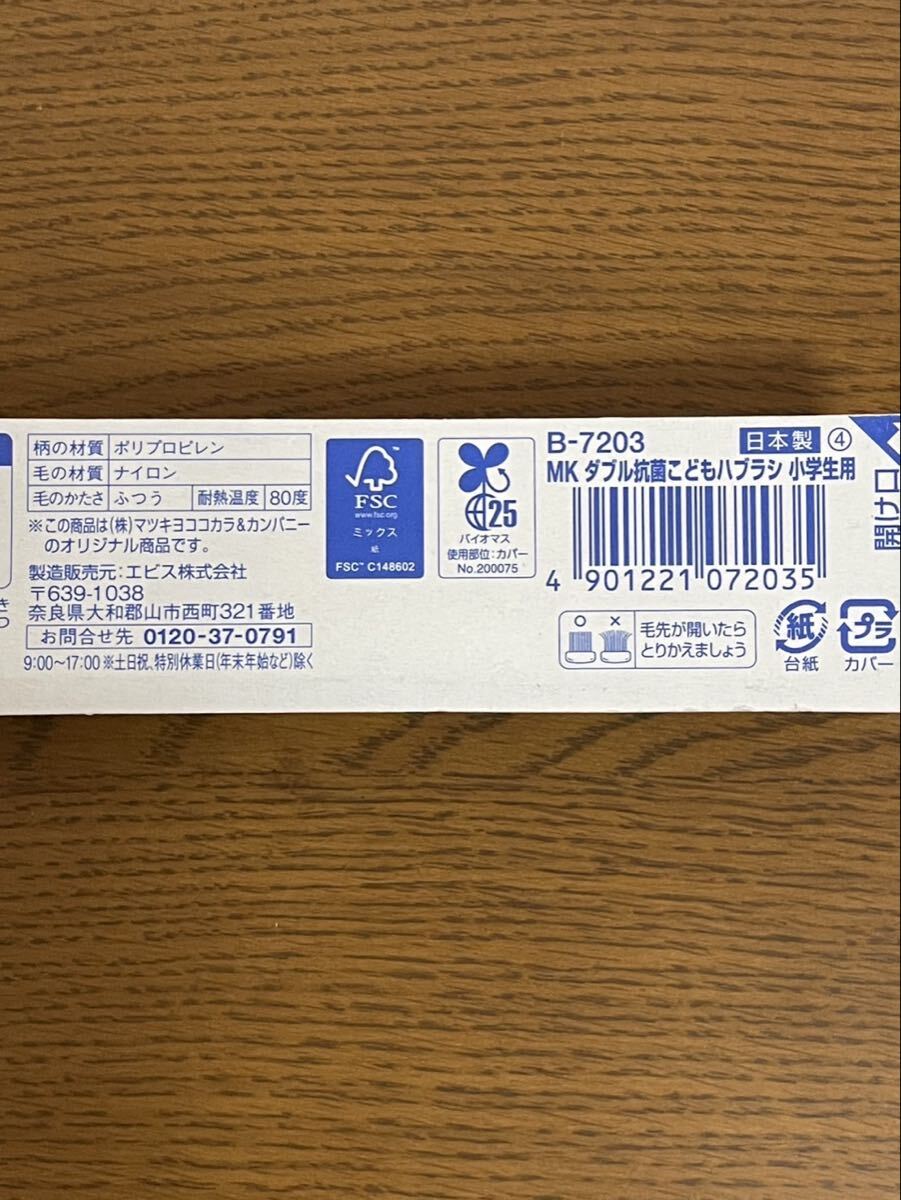 柄の材質 ポリプロピレン
毛の材質 ナイロン
毛のかたさ ふつう 耐熱温度 80度
※この商品は(株)マツキヨココカラ&カンパニー
のオリジナル商品です。
製造販売元:エビス株式会社
〒639-1038
奈良県大和郡山市西町321番地
お問合せ先 0120-37-0791
9:00～17:00 ※土日祝、特別休業日(年末年始など)除く
FSC
www.fsc.org
ミックス
紙
FSC™ C148602
25
バイオマス
使用部位:カバー
No.200075
B-7203 日本製 ④
MK ダブル抗菌こどもハブラシ 小学生用
4 901221 072035
○ ×
毛先が開いたら
とりかえましょう
紙
台紙
プラ
カバー
開け口